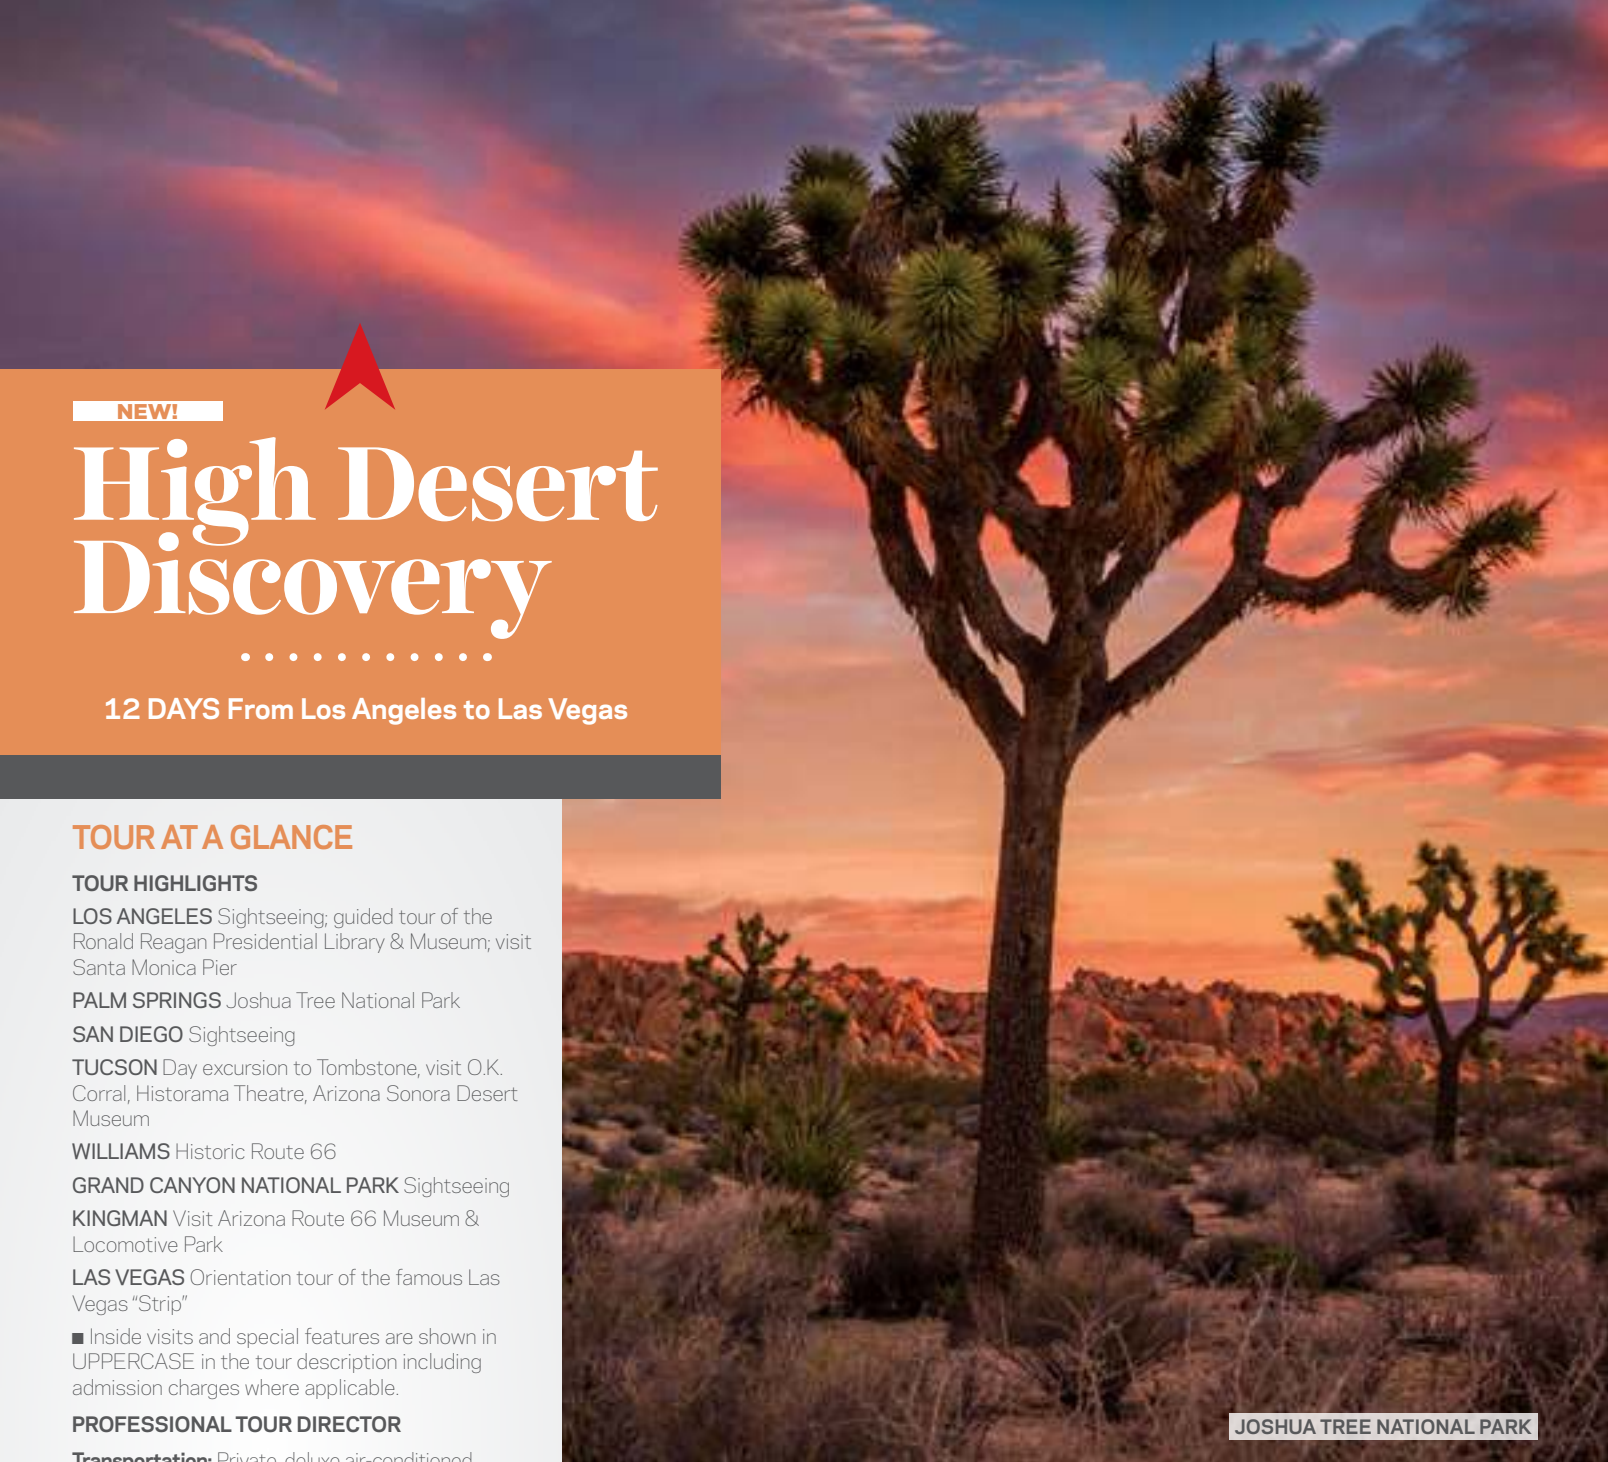 NEW!
High Desert
Discovery
12 DAYS From Los Angeles to Las Vegas
TOUR AT A GLANCE
TOUR HIGHLIGHTS
LOS ANGELES Sightseeing; guided tour of the
Ronald Reagan Presidential Library & Museum; visit
Santa Monica Pier
PALM SPRINGS Joshua Tree National Park
SAN DIEGO Sightseeing
TUCSON Day excursion to Tombstone, visit O.K.
Corral, Historama Theatre, Arizona Sonora Desert
Museum
WILLIAMS Historic Route 66
GRAND CANYON NATIONAL PARK Sightseeing
KINGMAN Visit Arizona Route 66 Museum &
Locomotive Park
LAS VEGAS Orientation tour of the famous Las
Vegas “Strip”
■ Inside visits and special features are shown in
UPPERCASE in the tour description including
admission charges where applicable.
PROFESSIONAL TOUR DIRECTOR
Transportation: Private, deluxe air-conditioned
JOSHUA TREE NATIONAL PARK